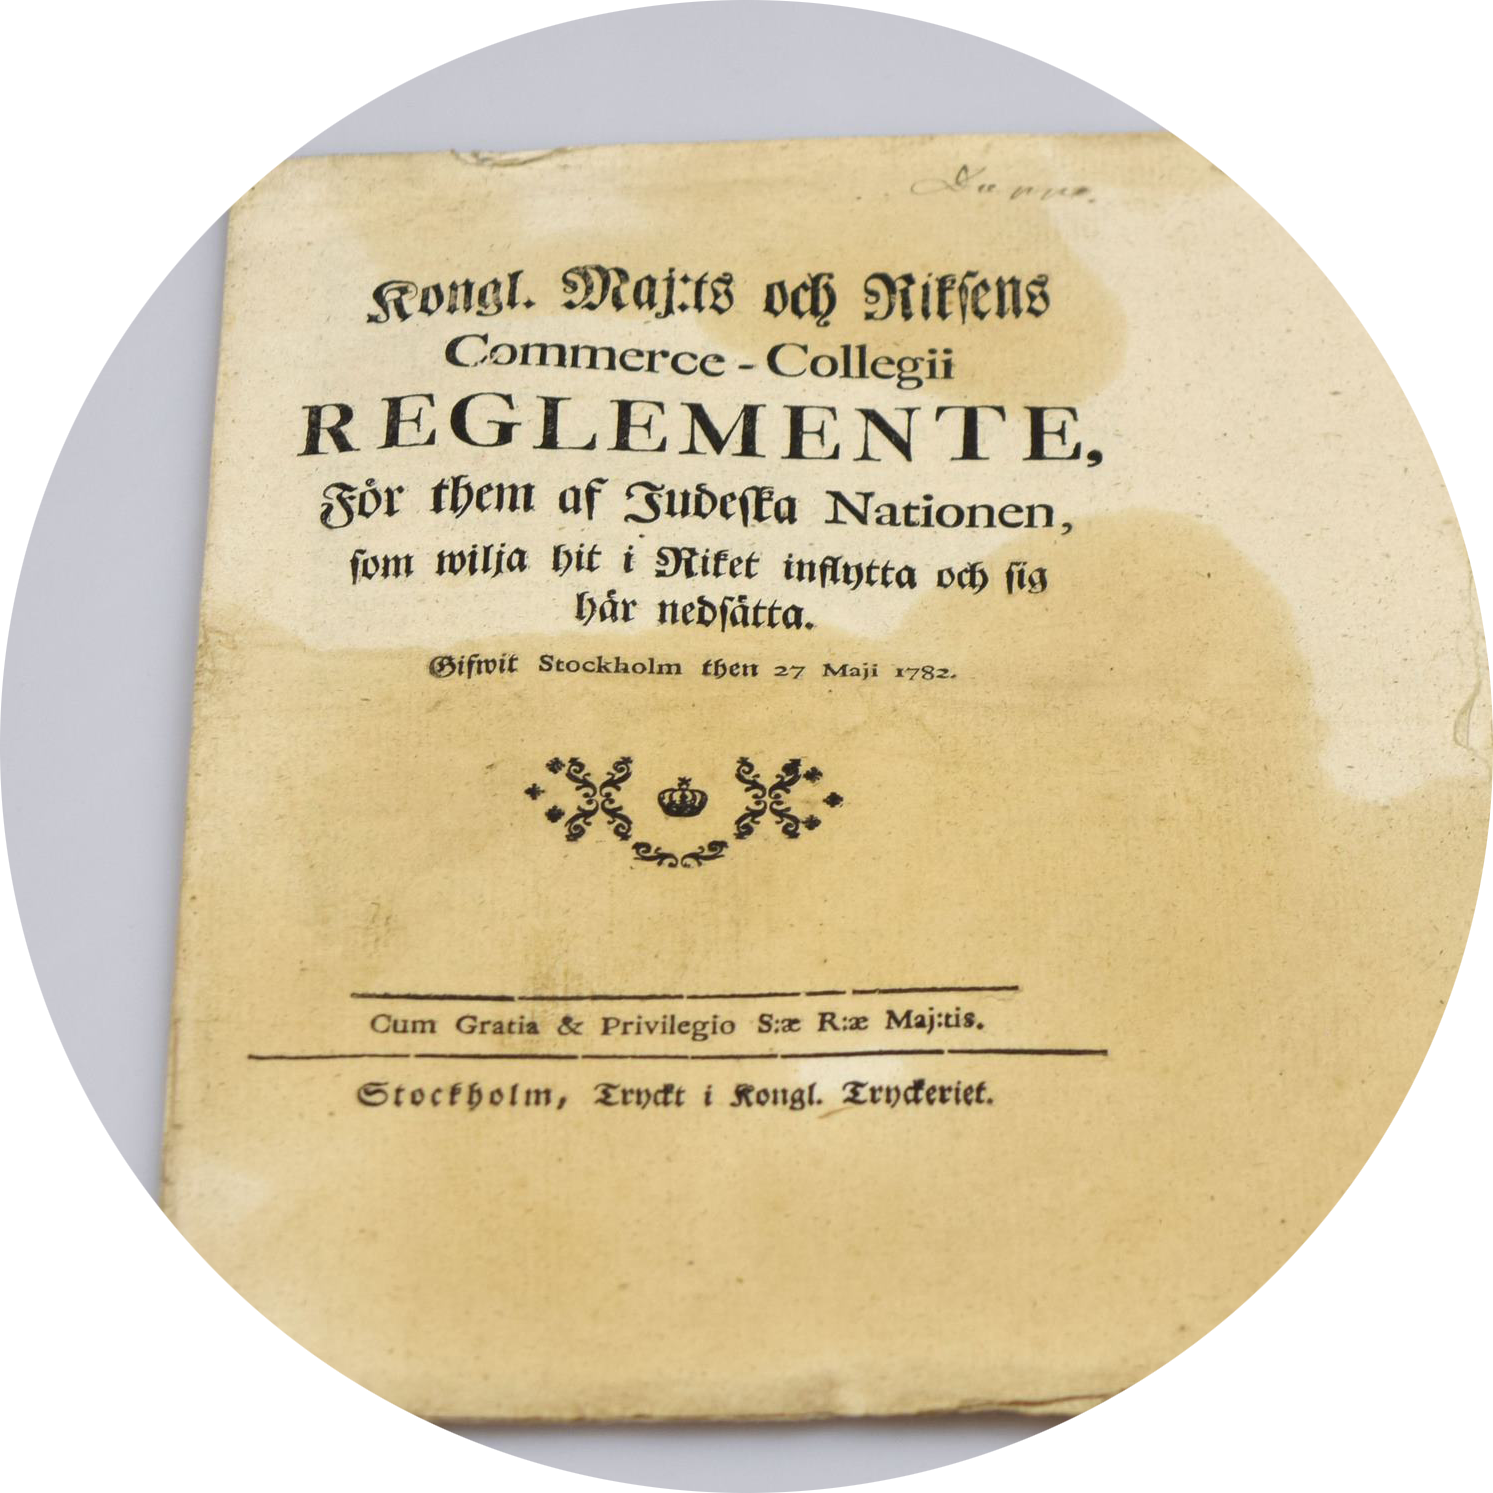 Kongl. Maj:ts och Riksens
Commerce-Collegii
REGLEMENTE,
För them af Judeska Nationen,
som wilja hit i Riket inflytta och sig
här nedsätta.
Gifwit Stockholm then 27 Maji 1782.
Cum Gratia & Privilegio S:æ R:æ Maj:tis.
Stockholm, Tryckt i Kongl. Tryckeriet.